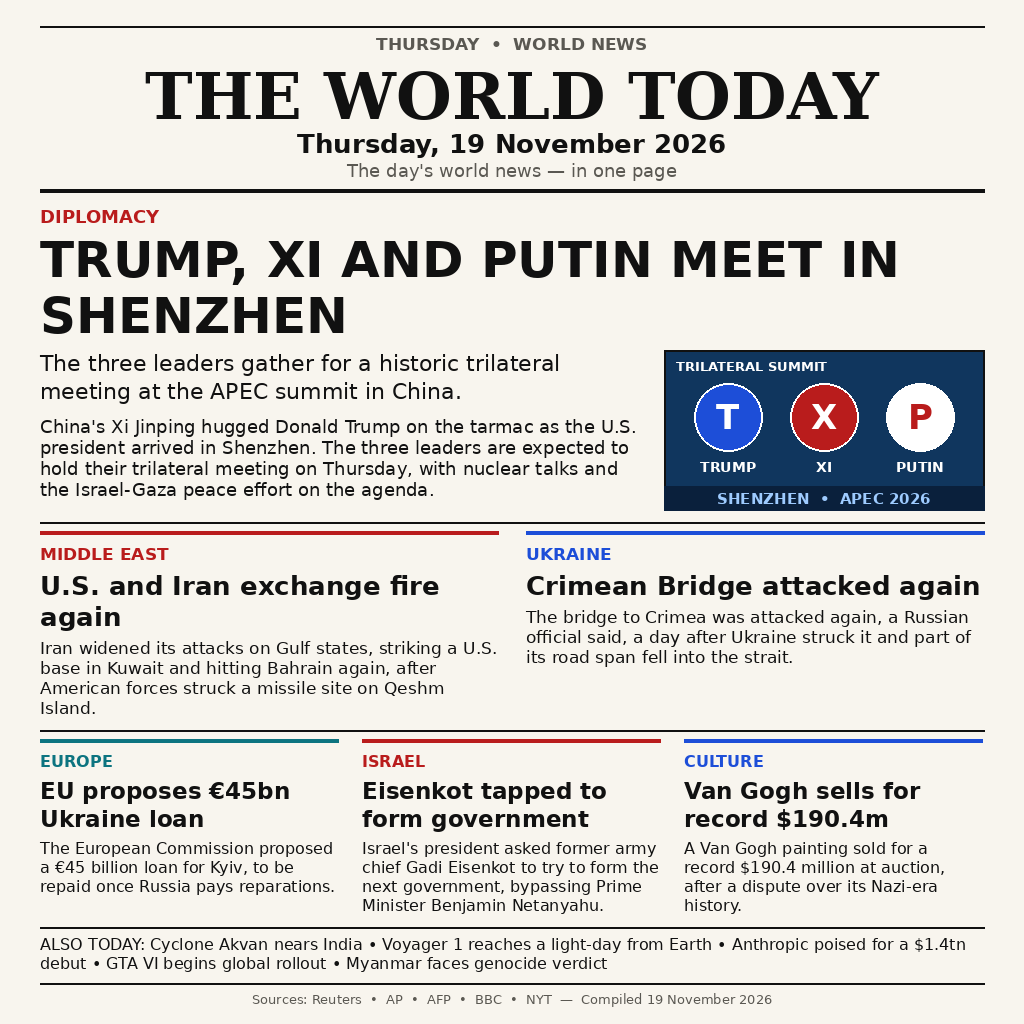 THURSDAY • WORLD NEWS
THE WORLD TODAY
Thursday, 19 November 2026
The day's world news — in one page
DIPLOMACY
TRUMP, XI AND PUTIN MEET IN
SHENZHEN
The three leaders gather for a historic trilateral
meeting at the APEC summit in China.
China's Xi Jinping hugged Donald Trump on the tarmac as the U.S.
president arrived in Shenzhen. The three leaders are expected to
hold their trilateral meeting on Thursday, with nuclear talks and
the Israel-Gaza peace effort on the agenda.
TRILATERAL SUMMIT
T X P
TRUMP XI PUTIN
SHENZHEN • APEC 2026
MIDDLE EAST
U.S. and Iran exchange fire
again
Iran widened its attacks on Gulf states, striking a U.S.
base in Kuwait and hitting Bahrain again, after
American forces struck a missile site on Qeshm
Island.
UKRAINE
Crimean Bridge attacked again
The bridge to Crimea was attacked again, a Russian
official said, a day after Ukraine struck it and part of
its road span fell into the strait.
EUROPE
EU proposes €45bn
Ukraine loan
The European Commission proposed
a €45 billion loan for Kyiv, to be
repaid once Russia pays reparations.
ISRAEL
Eisenkot tapped to
form government
Israel's president asked former army
chief Gadi Eisenkot to try to form the
next government, bypassing Prime
Minister Benjamin Netanyahu.
CULTURE
Van Gogh sells for
record $190.4m
A Van Gogh painting sold for a
record $190.4 million at auction,
after a dispute over its Nazi-era
history.
ALSO TODAY: Cyclone Akvan nears India • Voyager 1 reaches a light-day from Earth • Anthropic poised for a $1.4tn
debut • GTA VI begins global rollout • Myanmar faces genocide verdict
Sources: Reuters • AP • AFP • BBC • NYT — Compiled 19 November 2026